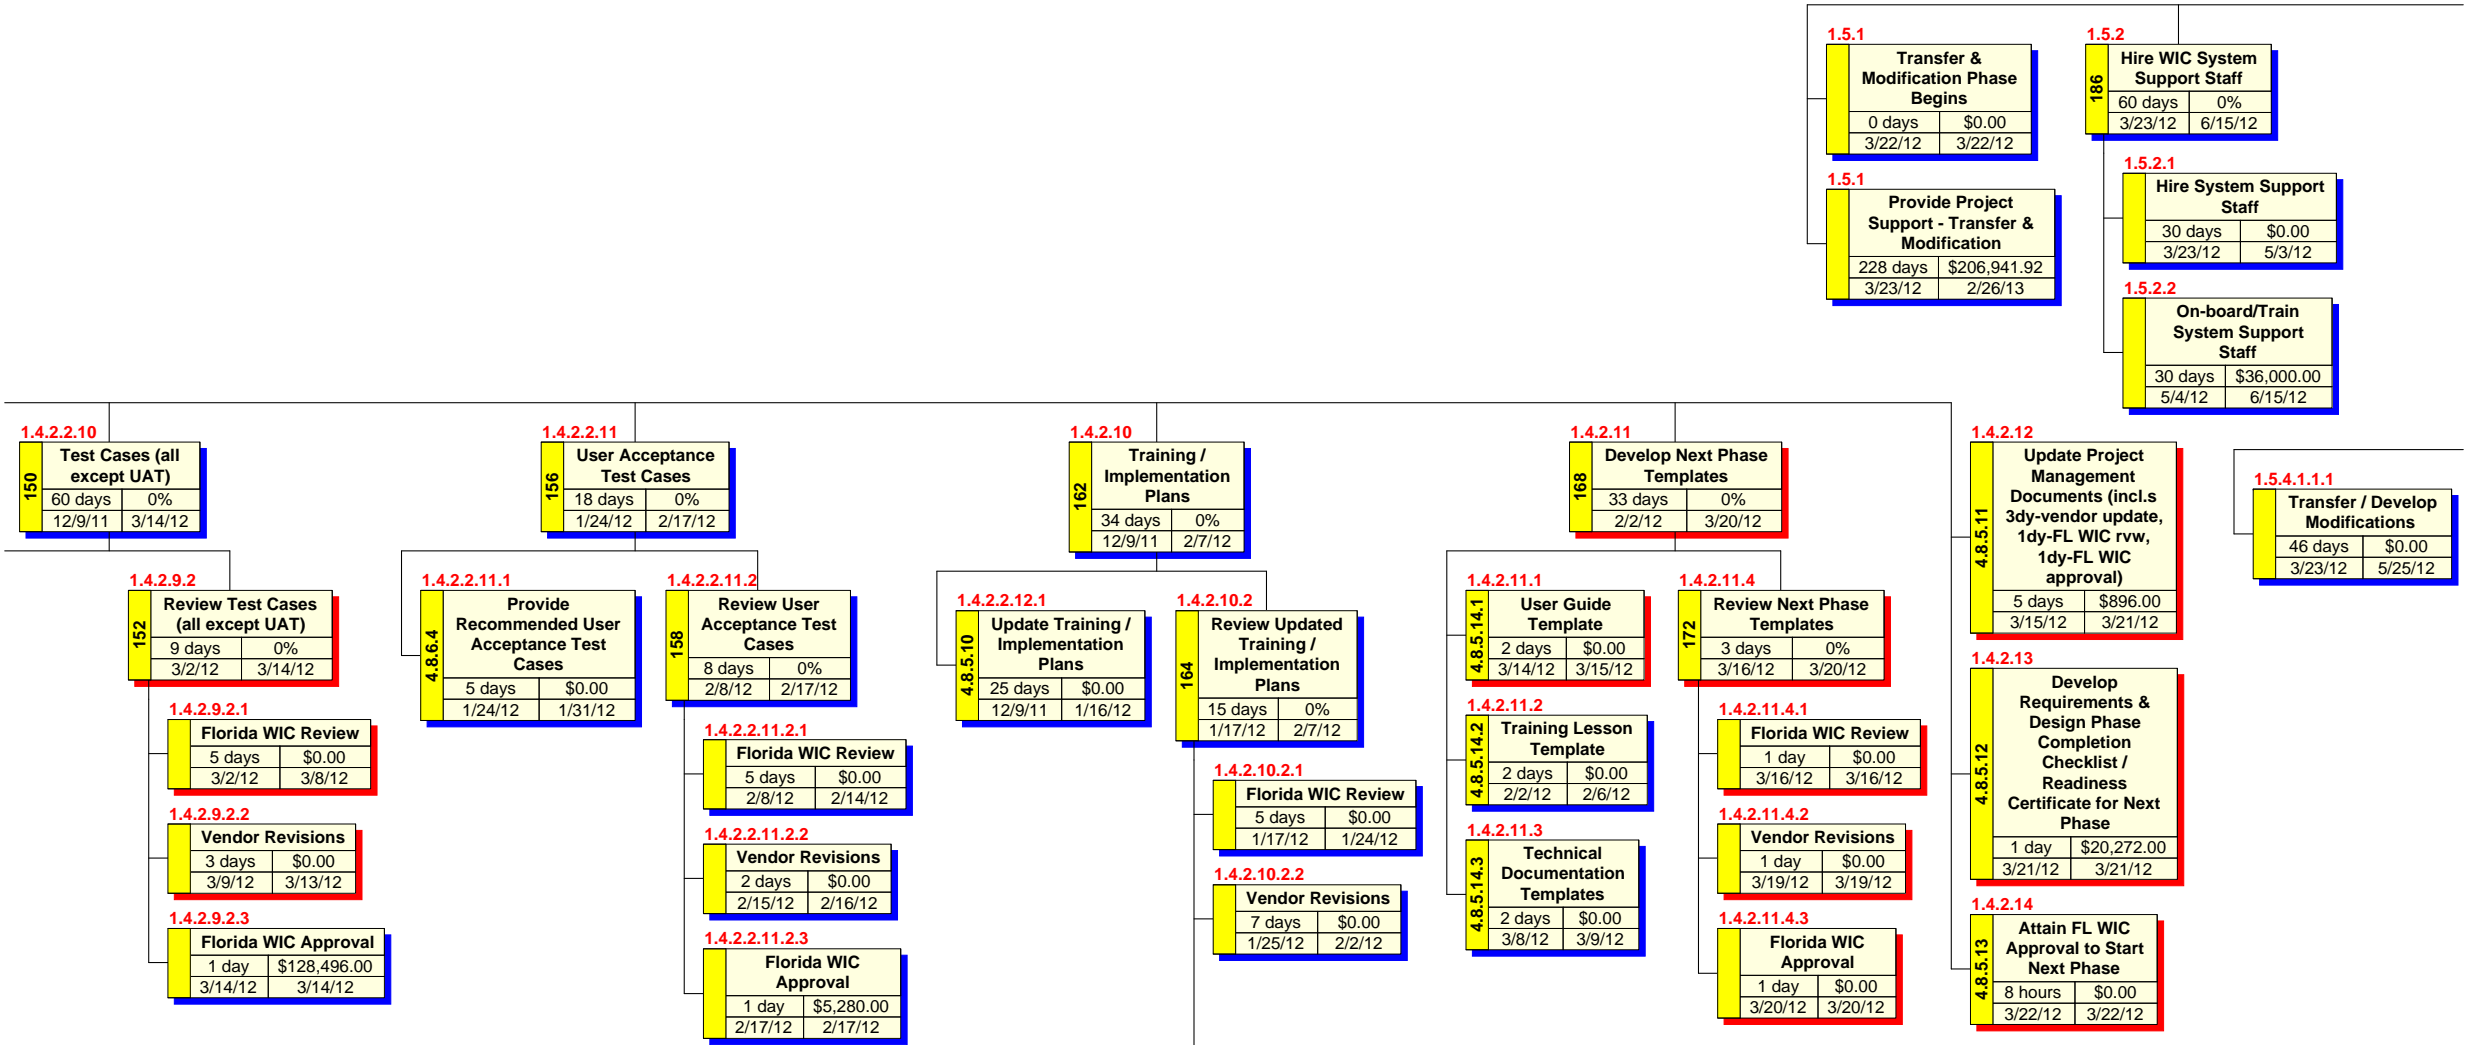 1.5.1
Transfer &
Modification Phase
Begins
0 days $0.00
3/22/12 3/22/12
1.5.1
Provide Project
Support - Transfer &
Modification
228 days $206,941.92
3/23/12 2/26/13
1.5.2
186
Hire WIC System
Support Staff
60 days 0%
3/23/12 6/15/12
1.5.2.1
Hire System Support
Staff
30 days $0.00
3/23/12 5/3/12
1.5.2.2
On-board/Train
System Support
Staff
30 days $36,000.00
5/4/12 6/15/12
1.4.2.2.10
150
Test Cases (all
except UAT)
60 days 0%
12/9/11 3/14/12
1.4.2.9.2
152
Review Test Cases
(all except UAT)
9 days 0%
3/2/12 3/14/12
1.4.2.9.2.1
Florida WIC Review
5 days $0.00
3/2/12 3/8/12
1.4.2.9.2.2
Vendor Revisions
3 days $0.00
3/9/12 3/13/12
1.4.2.9.2.3
Florida WIC Approval
1 day $128,496.00
3/14/12 3/14/12
1.4.2.2.11
156
User Acceptance
Test Cases
18 days 0%
1/24/12 2/17/12
1.4.2.2.11.1
4.8.6.4
Provide
Recommended User
Acceptance Test
Cases
5 days $0.00
1/24/12 1/31/12
1.4.2.2.11.2
158
Review User
Acceptance Test
Cases
8 days 0%
2/8/12 2/17/12
1.4.2.2.11.2.1
Florida WIC Review
5 days $0.00
2/8/12 2/14/12
1.4.2.2.11.2.2
Vendor Revisions
2 days $0.00
2/15/12 2/16/12
1.4.2.2.11.2.3
Florida WIC
Approval
1 day $5,280.00
2/17/12 2/17/12
1.4.2.10
162
Training /
Implementation
Plans
34 days 0%
12/9/11 2/7/12
1.4.2.2.12.1
4.8.5.10
Update Training /
Implementation
Plans
25 days $0.00
12/9/11 1/16/12
1.4.2.10.2
164
Review Updated
Training /
Implementation
Plans
15 days 0%
1/17/12 2/7/12
1.4.2.10.2.1
Florida WIC Review
5 days $0.00
1/17/12 1/24/12
1.4.2.10.2.2
Vendor Revisions
7 days $0.00
1/25/12 2/2/12
1.4.2.11
168
Develop Next Phase
Templates
33 days 0%
2/2/12 3/20/12
1.4.2.11.1
4.8.5.14.1
User Guide
Template
2 days $0.00
3/14/12 3/15/12
1.4.2.11.2
4.8.5.14.2
Training Lesson
Template
2 days $0.00
2/2/12 2/6/12
1.4.2.11.3
4.8.5.14.3
Technical
Documentation
Templates
2 days $0.00
3/8/12 3/9/12
1.4.2.11.4
172
Review Next Phase
Templates
3 days 0%
3/16/12 3/20/12
1.4.2.11.4.1
Florida WIC Review
1 day $0.00
3/16/12 3/16/12
1.4.2.11.4.2
Vendor Revisions
1 day $0.00
3/19/12 3/19/12
1.4.2.11.4.3
Florida WIC
Approval
1 day $0.00
3/20/12 3/20/12
1.4.2.12
4.8.5.11
Update Project
Management
Documents (incl.s
3dy-vendor update,
1dy-FL WIC rvw,
1dy-FL WIC
approval)
5 days $896.00
3/15/12 3/21/12
1.4.2.13
4.8.5.12
Develop
Requirements &
Design Phase
Completion
Checklist /
Readiness
Certificate for Next
Phase
1 day $20,272.00
3/21/12 3/21/12
1.4.2.14
4.8.5.13
Attain FL WIC
Approval to Start
Next Phase
8 hours $0.00
3/22/12 3/22/12
1.5.4.1.1.1
Transfer / Develop
Modifications
46 days $0.00
3/23/12 5/25/12